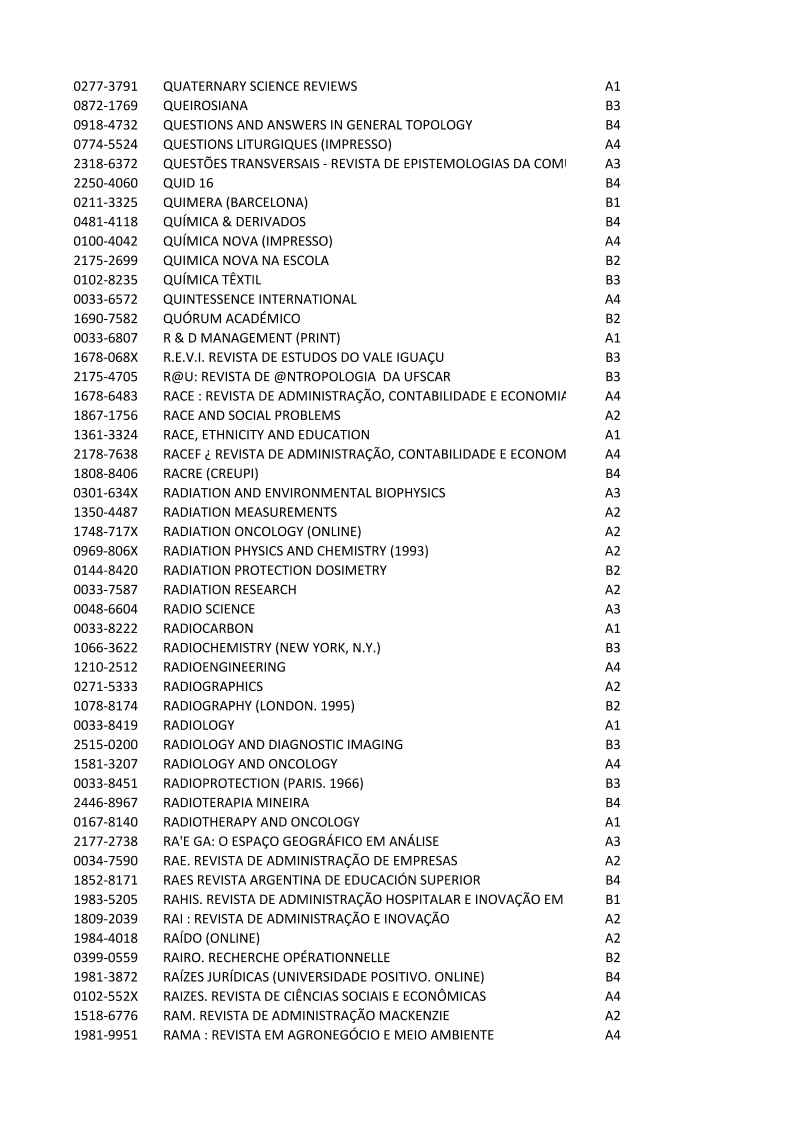 0277-3791 QUATERNARY SCIENCE REVIEWS A1
0872-1769 QUEIROSIANA B3
0918-4732 QUESTIONS AND ANSWERS IN GENERAL TOPOLOGY B4
0774-5524 QUESTIONS LITURGIQUES (IMPRESSO) A4
2318-6372 QUESTÕES TRANSVERSAIS - REVISTA DE EPISTEMOLOGIAS DA COMU A3
2250-4060 QUID 16 B4
0211-3325 QUIMERA (BARCELONA) B1
0481-4118 QUÍMICA & DERIVADOS B4
0100-4042 QUÍMICA NOVA (IMPRESSO) A4
2175-2699 QUIMICA NOVA NA ESCOLA B2
0102-8235 QUÍMICA TÊXTIL B3
0033-6572 QUINTESSENCE INTERNATIONAL A4
1690-7582 QUÓRUM ACADÉMICO B2
0033-6807 R & D MANAGEMENT (PRINT) A1
1678-068X R.E.V.I. REVISTA DE ESTUDOS DO VALE IGUAÇU B3
2175-4705 R@U: REVISTA DE @NTROPOLOGIA  DA UFSCAR B3
1678-6483 RACE : REVISTA DE ADMINISTRAÇÃO, CONTABILIDADE E ECONOMIA A4
1867-1756 RACE AND SOCIAL PROBLEMS A2
1361-3324 RACE, ETHNICITY AND EDUCATION A1
2178-7638 RACEF ¿ REVISTA DE ADMINISTRAÇÃO, CONTABILIDADE E ECONOM A4
1808-8406 RACRE (CREUPI) B4
0301-634X RADIATION AND ENVIRONMENTAL BIOPHYSICS A3
1350-4487 RADIATION MEASUREMENTS A2
1748-717X RADIATION ONCOLOGY (ONLINE) A2
0969-806X RADIATION PHYSICS AND CHEMISTRY (1993) A2
0144-8420 RADIATION PROTECTION DOSIMETRY B2
0033-7587 RADIATION RESEARCH A2
0048-6604 RADIO SCIENCE A3
0033-8222 RADIOCARBON A1
1066-3622 RADIOCHEMISTRY (NEW YORK, N.Y.) B3
1210-2512 RADIOENGINEERING A4
0271-5333 RADIOGRAPHICS A2
1078-8174 RADIOGRAPHY (LONDON. 1995) B2
0033-8419 RADIOLOGY A1
2515-0200 RADIOLOGY AND DIAGNOSTIC IMAGING B3
1581-3207 RADIOLOGY AND ONCOLOGY A4
0033-8451 RADIOPROTECTION (PARIS. 1966) B3
2446-8967 RADIOTERAPIA MINEIRA B4
0167-8140 RADIOTHERAPY AND ONCOLOGY A1
2177-2738 RA'E GA: O ESPAÇO GEOGRÁFICO EM ANÁLISE A3
0034-7590 RAE. REVISTA DE ADMINISTRAÇÃO DE EMPRESAS A2
1852-8171 RAES REVISTA ARGENTINA DE EDUCACIÓN SUPERIOR B4
1983-5205 RAHIS. REVISTA DE ADMINISTRAÇÃO HOSPITALAR E INOVAÇÃO EM B1
1809-2039 RAI : REVISTA DE ADMINISTRAÇÃO E INOVAÇÃO A2
1984-4018 RAÍDO (ONLINE) A2
0399-0559 RAIRO. RECHERCHE OPÉRATIONNELLE B2
1981-3872 RAÍZES JURÍDICAS (UNIVERSIDADE POSITIVO. ONLINE) B4
0102-552X RAIZES. REVISTA DE CIÊNCIAS SOCIAIS E ECONÔMICAS A4
1518-6776 RAM. REVISTA DE ADMINISTRAÇÃO MACKENZIE A2
1981-9951 RAMA : REVISTA EM AGRONEGÓCIO E MEIO AMBIENTE A4